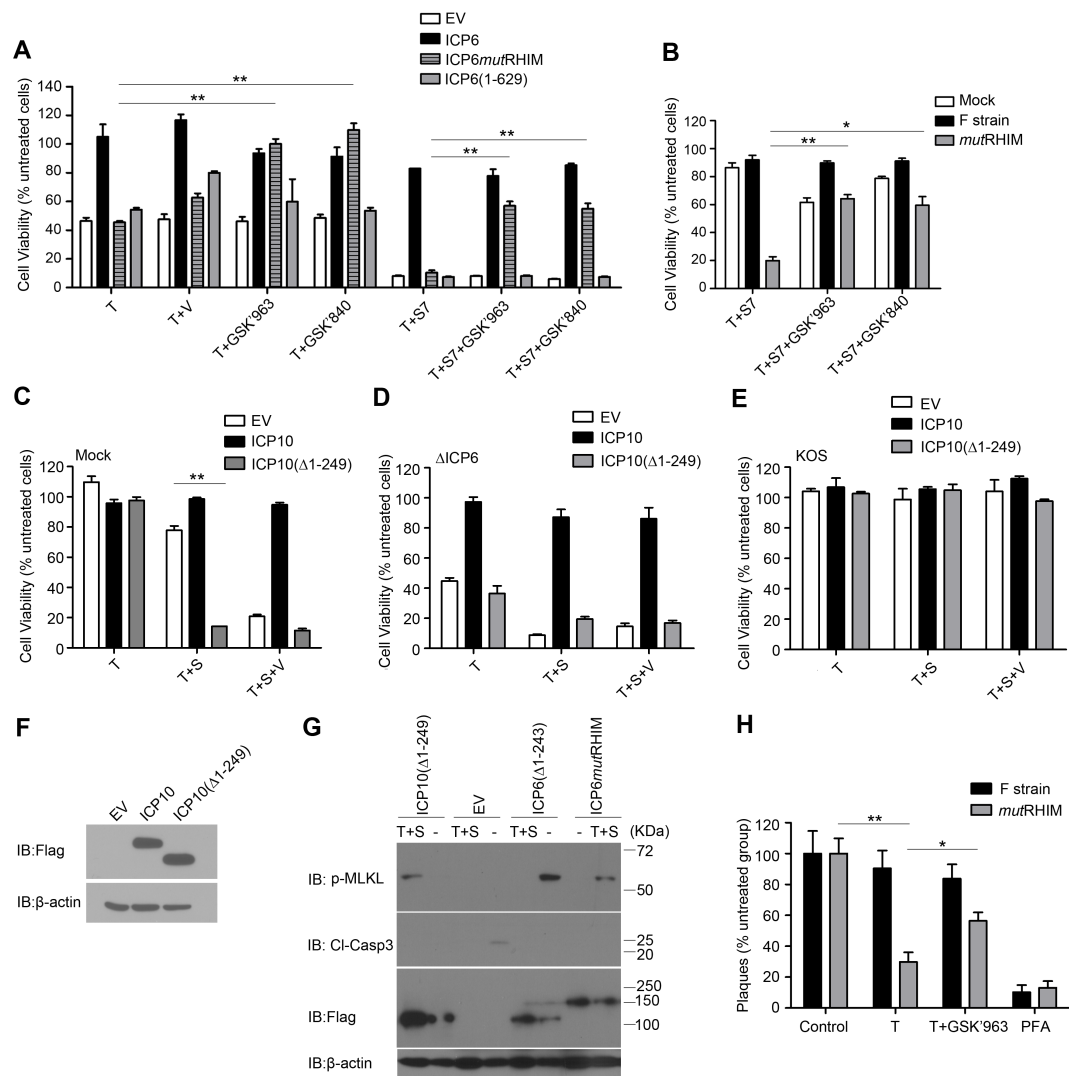 A
EV
ICP6
ICP6mutRHIM
ICP6(1-629)
Cell Viability (% untreated cells)
140
120
100
80
60
40
20
0
**
**
**
**
T
T+V
T+GSK'963
T+GSK'840
T+S7
T+S7+GSK'963
T+S7+GSK'840
B
Mock
F strain
mutRHIM
Cell Viability (% untreated cells)
120
100
80
60
40
20
0
*
**
T+S7
T+S7+GSK'963
T+S7+GSK'840
C
EV
ICP10
ICP10(Δ1-249)
Mock
Cell Viability (% untreated cells)
120
100
80
60
40
20
0
**
T
T+S
T+S+V
D
EV
ICP10
ICP10(Δ1-249)
ΔICP6
Cell Viability (% untreated cells)
120
100
80
60
40
20
0
T
T+S
T+S+V
E
EV
ICP10
ICP10(Δ1-249)
KOS
Cell Viability (% untreated cells)
120
100
80
60
40
20
0
T
T+S
T+S+V
F
EV
ICP10
ICP10(Δ1-249)
IB:Flag
IB:β-actin
G
ICP10(Δ1-249)
EV
ICP6(Δ1-243)
ICP6mutRHIM
T+S - T+S - T+S - - T+S (KDa)
IB: p-MLKL
72
50
IB: Cl-Casp3
25
20
IB:Flag
250
150
100
IB:β-actin
H
F strain
mutRHIM
Plaques (% untreated group)
120
100
80
60
40
20
0
**
*
Control
T
T+GSK'963
PFA